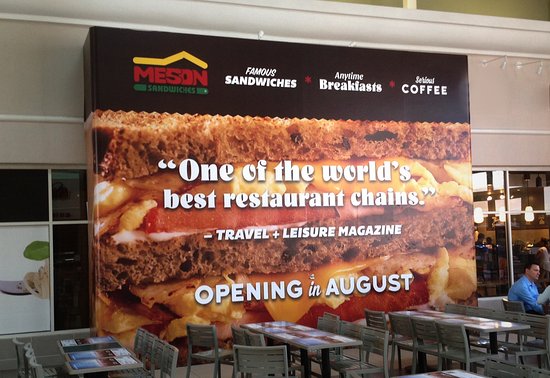 MESON
SANDWICHES
FAMOUS
SANDWICHES
*
Anytime
Breakfasts
*
Serious
COFFEE
“One of the world’s
best restaurant chains.”
– TRAVEL + LEISURE MAGAZINE
OPENING in AUGUST